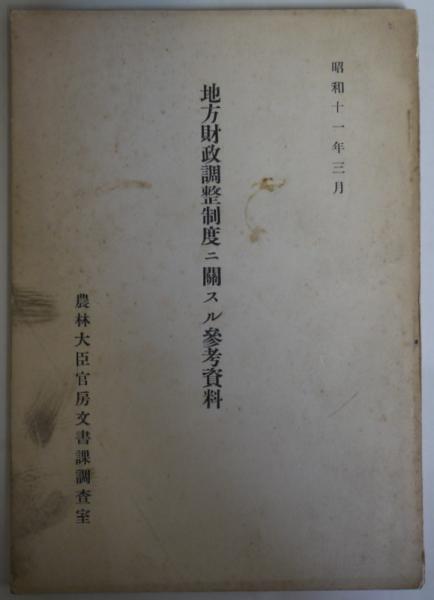 昭和十一年三月
地方財政調整制度ニ關スル參考資料
農林大臣官房文書課調査室